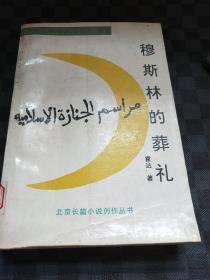 穆斯林的葬礼
مراسم الجنازة الاسلامية
霍达 著
北京长篇小说创作丛书